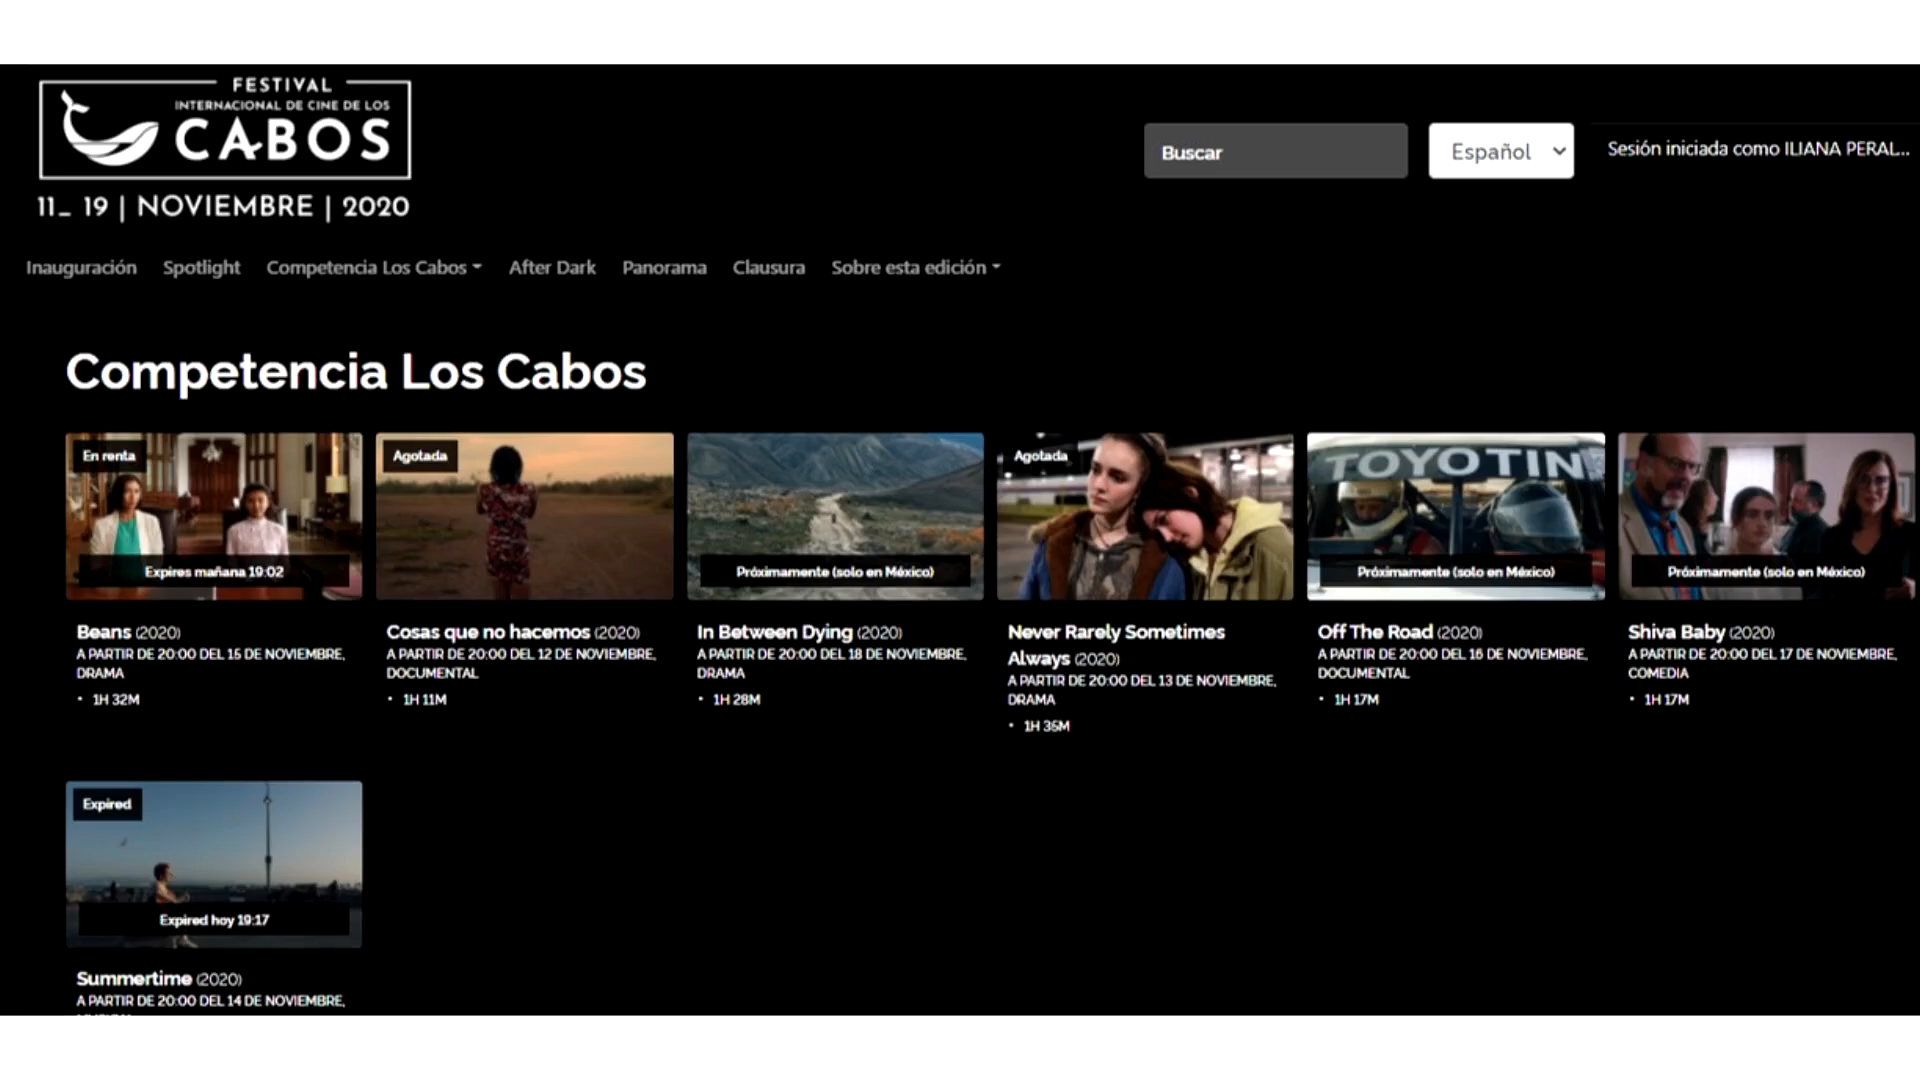 FESTIVAL
INTERNACIONAL DE CINE DE LOS
CABOS
11_ 19 | NOVIEMBRE | 2020
Buscar
Español
Sesión iniciada como ILIANA PERAL..
Inauguración Spotlight Competencia Los Cabos After Dark Panorama Clausura Sobre esta edición
Competencia Los Cabos
En renta
Expires mañana 19:02
Beans (2020)
A PARTIR DE 20:00 DEL 15 DE NOVIEMBRE,
DRAMA
• 1H 32M
Agotada
Cosas que no hacemos (2020)
A PARTIR DE 20:00 DEL 12 DE NOVIEMBRE,
DOCUMENTAL
• 1H 11M
Próximamente (solo en México)
In Between Dying (2020)
A PARTIR DE 20:00 DEL 18 DE NOVIEMBRE,
DRAMA
• 1H 28M
Agotada
Never Rarely Sometimes
Always (2020)
A PARTIR DE 20:00 DEL 13 DE NOVIEMBRE,
DRAMA
• 1H 35M
TOYOTIN
Próximamente (solo en México)
Off The Road (2020)
A PARTIR DE 20:00 DEL 16 DE NOVIEMBRE,
DOCUMENTAL
• 1H 17M
Próximamente (solo en México)
Shiva Baby (2020)
A PARTIR DE 20:00 DEL 17 DE NOVIEMBRE,
COMEDIA
• 1H 17M
Expired
Expired hoy 19:17
Summertime (2020)
A PARTIR DE 20:00 DEL 14 DE NOVIEMBRE,